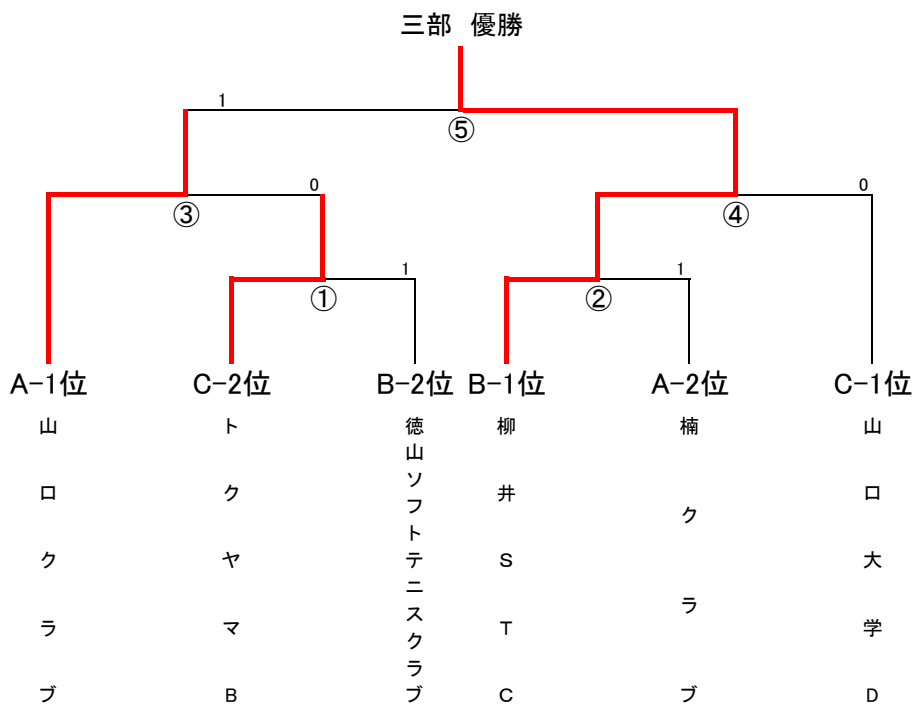 三部 優勝
1
⑤
0
0
③
④
1
1
①
②
A-1位
C-2位
B-2位
B-1位
A-2位
C-1位
山口クラブ
トクヤマB
徳山ソフトテニスクラブ
柳井STC
楠クラブ
山口大学D